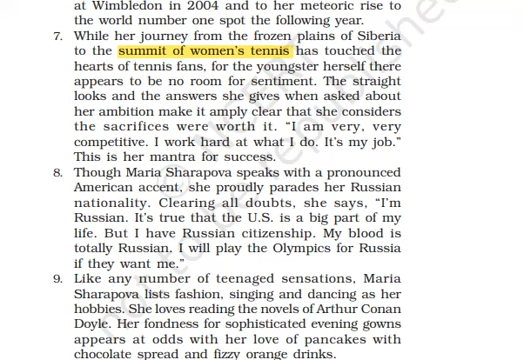 at Wimbledon in 2004 and to her meteoric rise to
the world number one spot the following year.
7. While her journey from the frozen plains of Siberia
to the summit of women's tennis has touched the
hearts of tennis fans, for the youngster herself there
appears to be no room for sentiment. The straight
looks and the answers she gives when asked about
her ambition make it amply clear that she considers
the sacrifices were worth it. “I am very, very
competitive. I work hard at what I do. It's my job.”
This is her mantra for success.
8. Though Maria Sharapova speaks with a pronounced
American accent, she proudly parades her Russian
nationality. Clearing all doubts, she says, “I'm
Russian. It's true that the U.S. is a big part of my
life. But I have Russian citizenship. My blood is
totally Russian. I will play the Olympics for Russia
if they want me.”
9. Like any number of teenaged sensations, Maria
Sharapova lists fashion, singing and dancing as her
hobbies. She loves reading the novels of Arthur Conan
Doyle. Her fondness for sophisticated evening gowns
appears at odds with her love of pancakes with
chocolate spread and fizzy orange drinks.
not to be republished